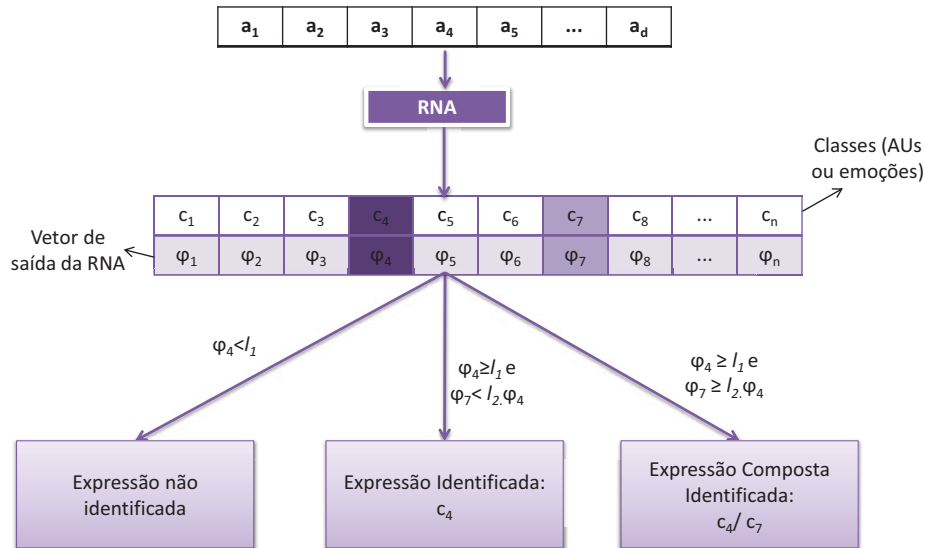 a₁ a₂ a₃ a₄ a₅ ... a_d
RNA
Classes (AUs
ou emoções)
c₁ c₂ c₃ c₄ c₅ c₆ c₇ c₈ ... cₙ
Vetor de
saída da RNA
φ₁ φ₂ φ₃ φ₄ φ₅ φ₆ φ₇ φ₈ ... φₙ
φ₄<l₁
φ₄≥l₁ e
φ₇< l₂.φ₄
φ₄ ≥ l₁ e
φ₇ ≥ l₂.φ₄
Expressão não
identificada
Expressão Identificada:
c₄
Expressão Composta
Identificada:
c₄/ c₇